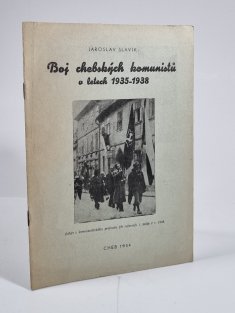 JAROSLAV SLAVÍK:
Boj chebských komunistů
v letech 1935-1938
CHEB 1954